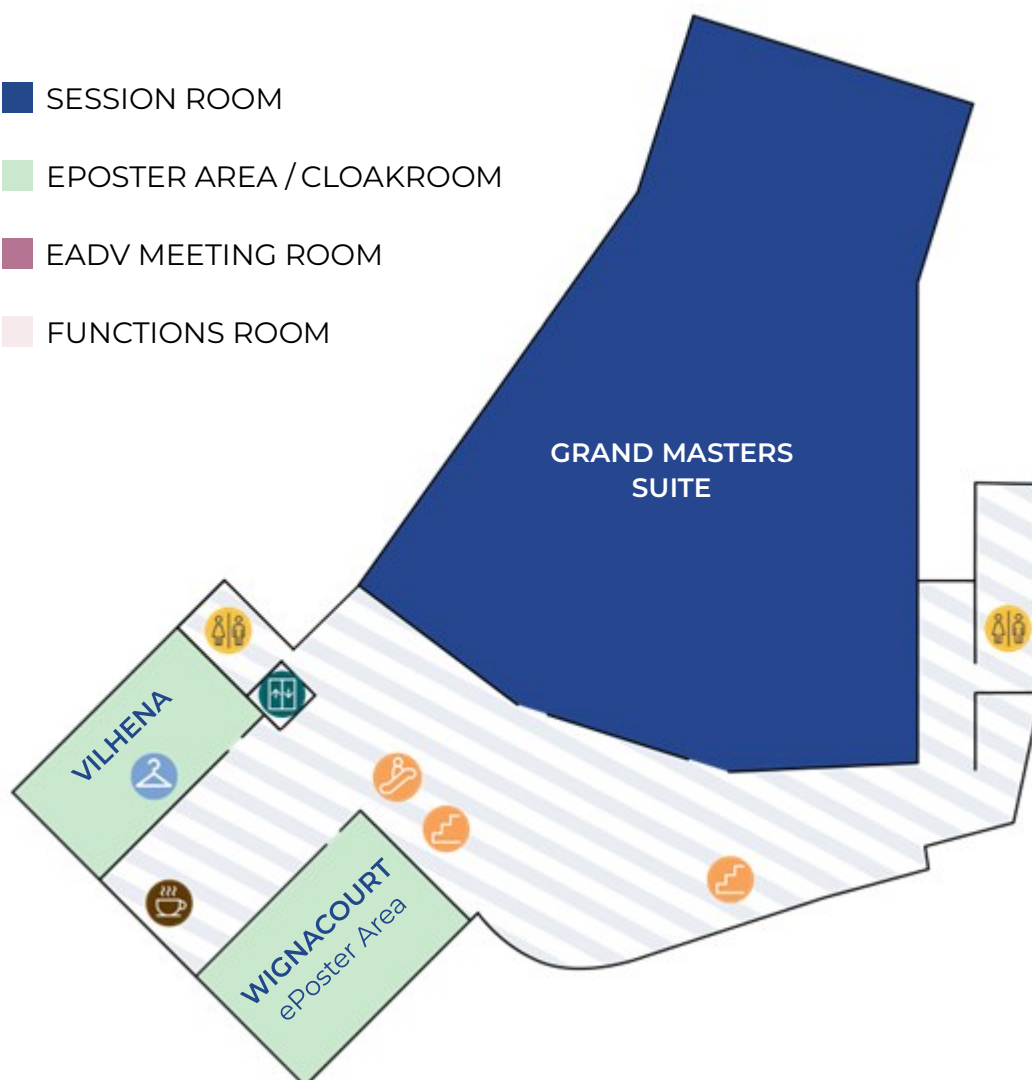 SESSION ROOM
EPOSTER AREA / CLOAKROOM
EADV MEETING ROOM
FUNCTIONS ROOM
GRAND MASTERS
SUITE
VILHENA
WIGNACOURT
ePoster Area